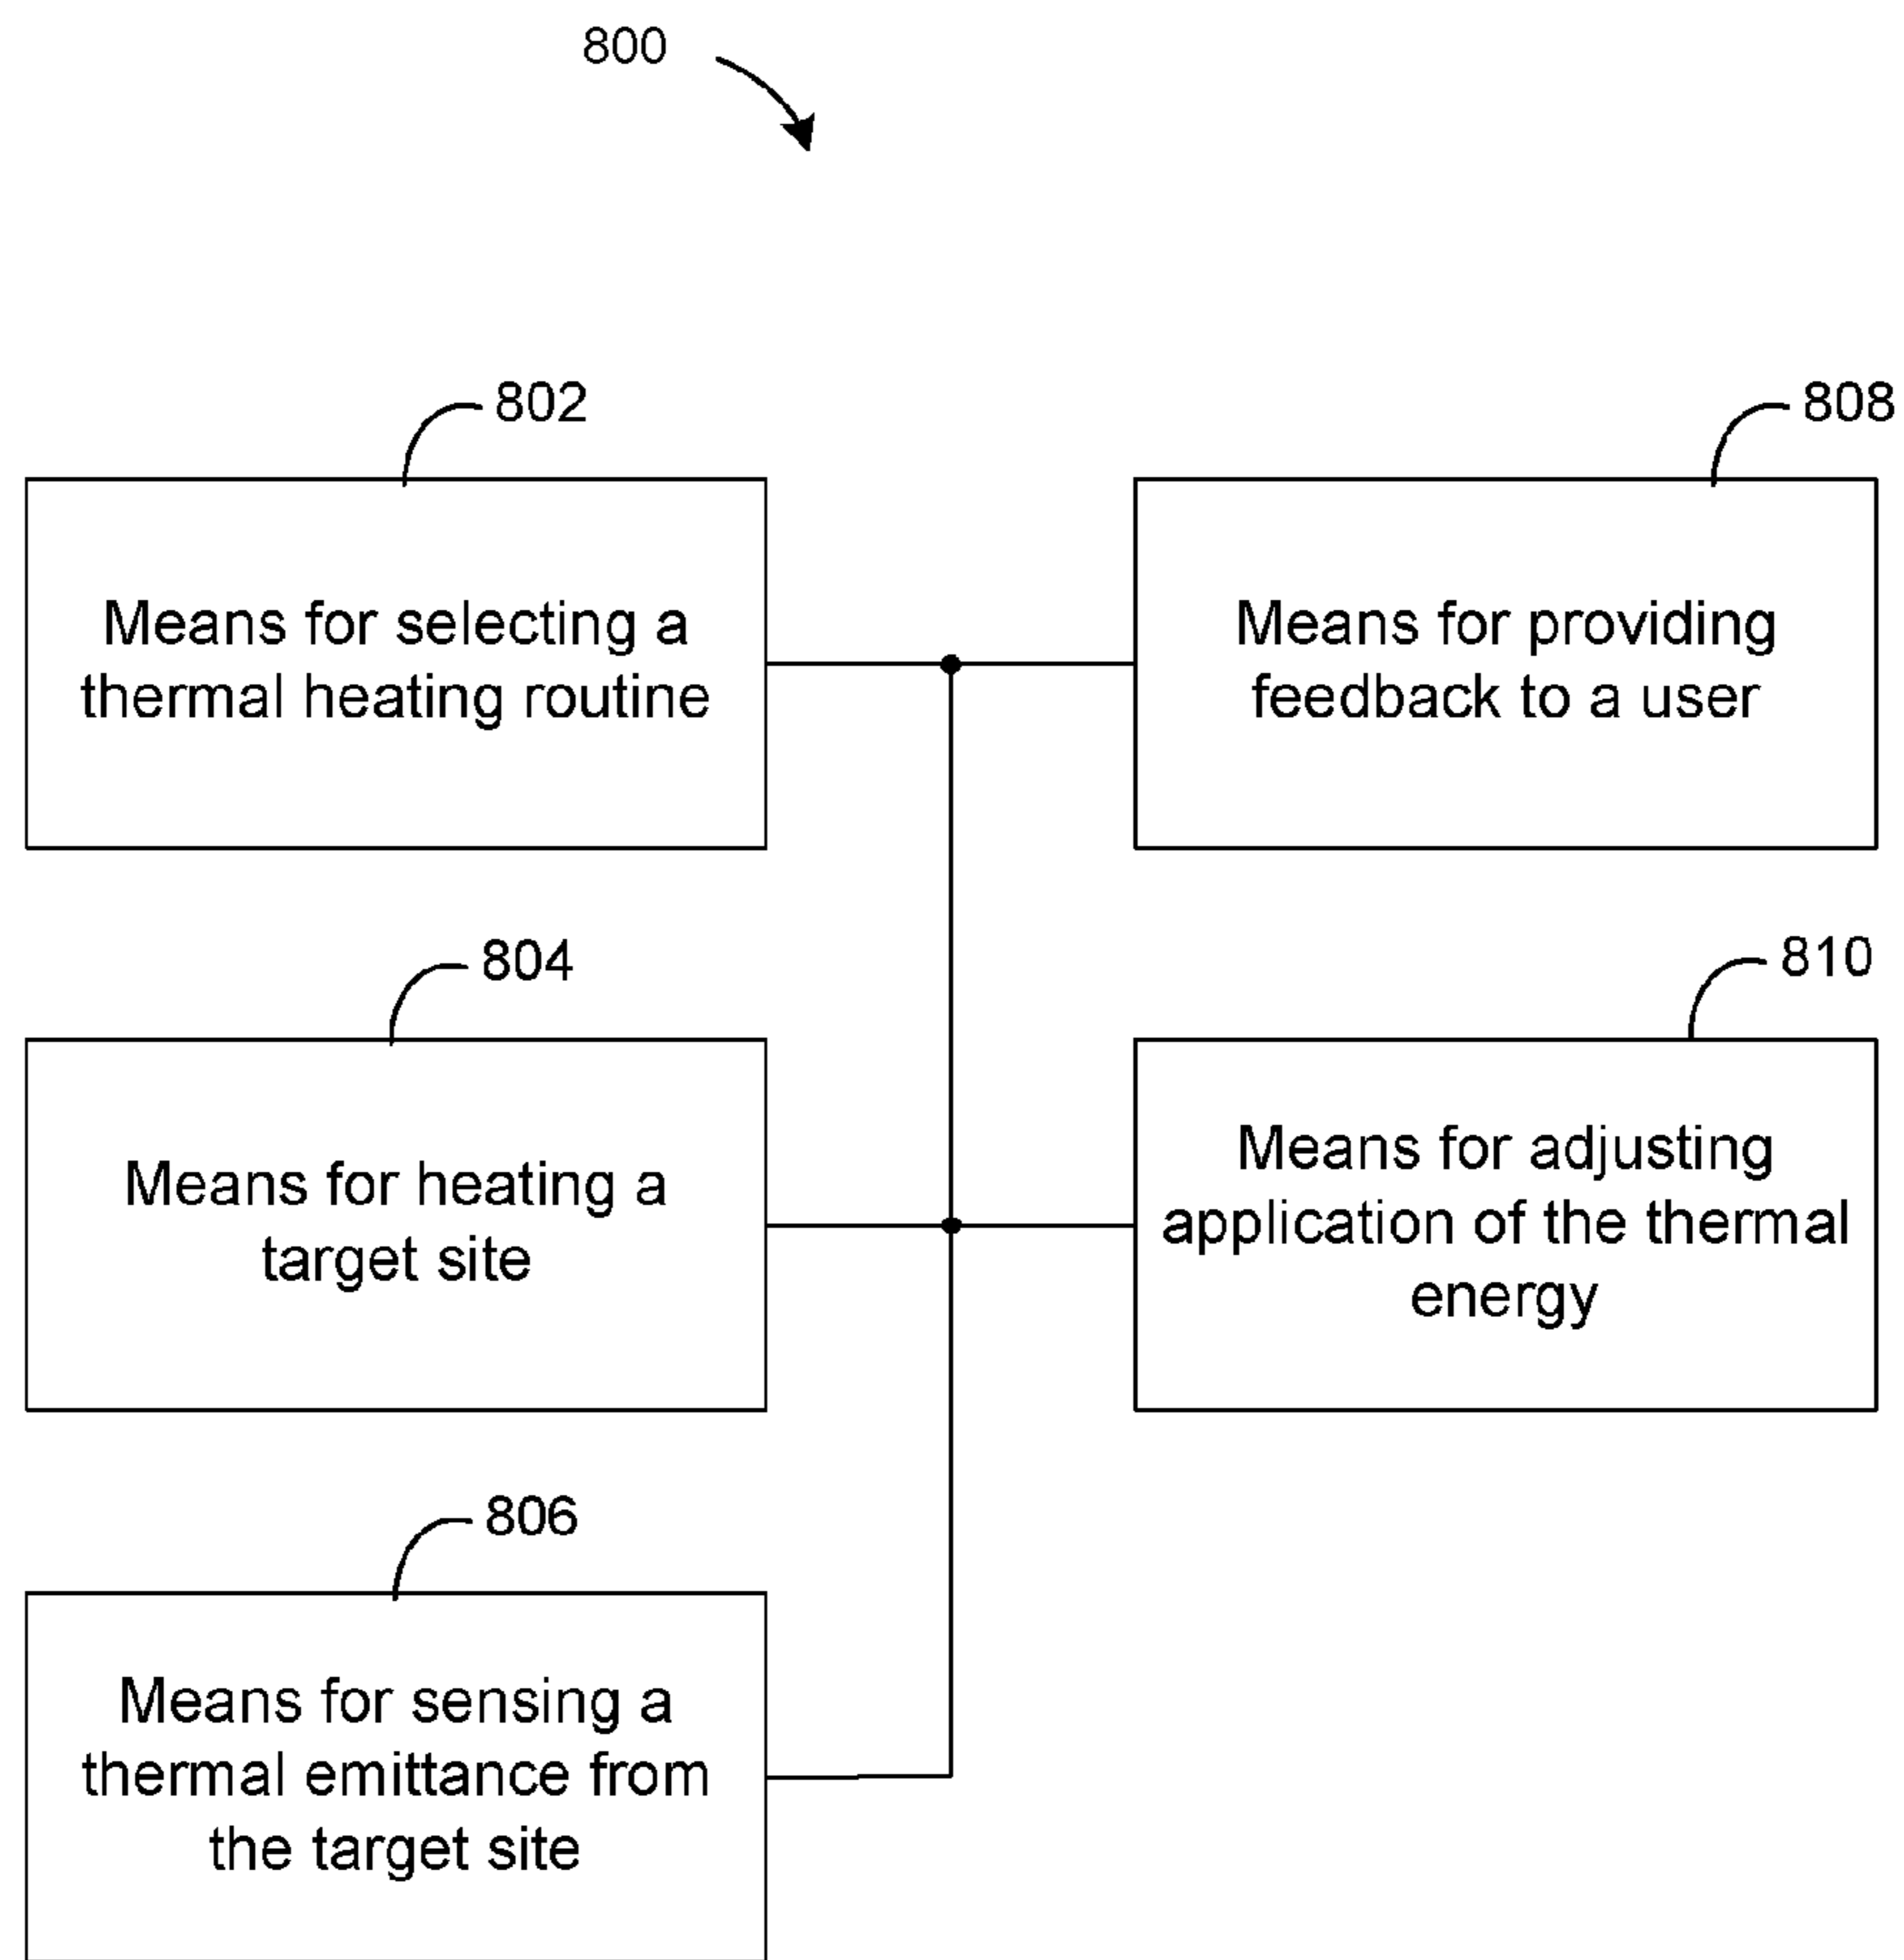 800
802
Means for selecting a
thermal heating routine
808
Means for providing
feedback to a user
804
Means for heating a
target site
810
Means for adjusting
application of the thermal
energy
806
Means for sensing a
thermal emittance from
the target site